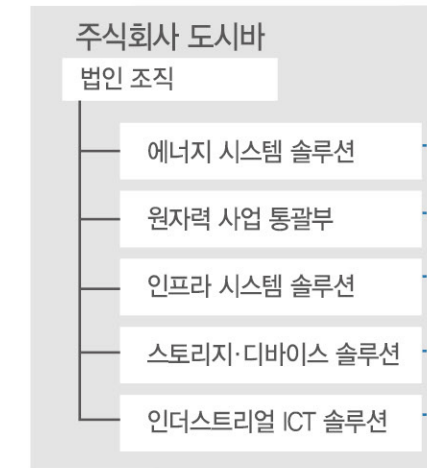 주식회사 도시바
법인 조직
에너지 시스템 솔루션
원자력 사업 통괄부
인프라 시스템 솔루션
스토리지·디바이스 솔루션
인더스트리얼 ICT 솔루션